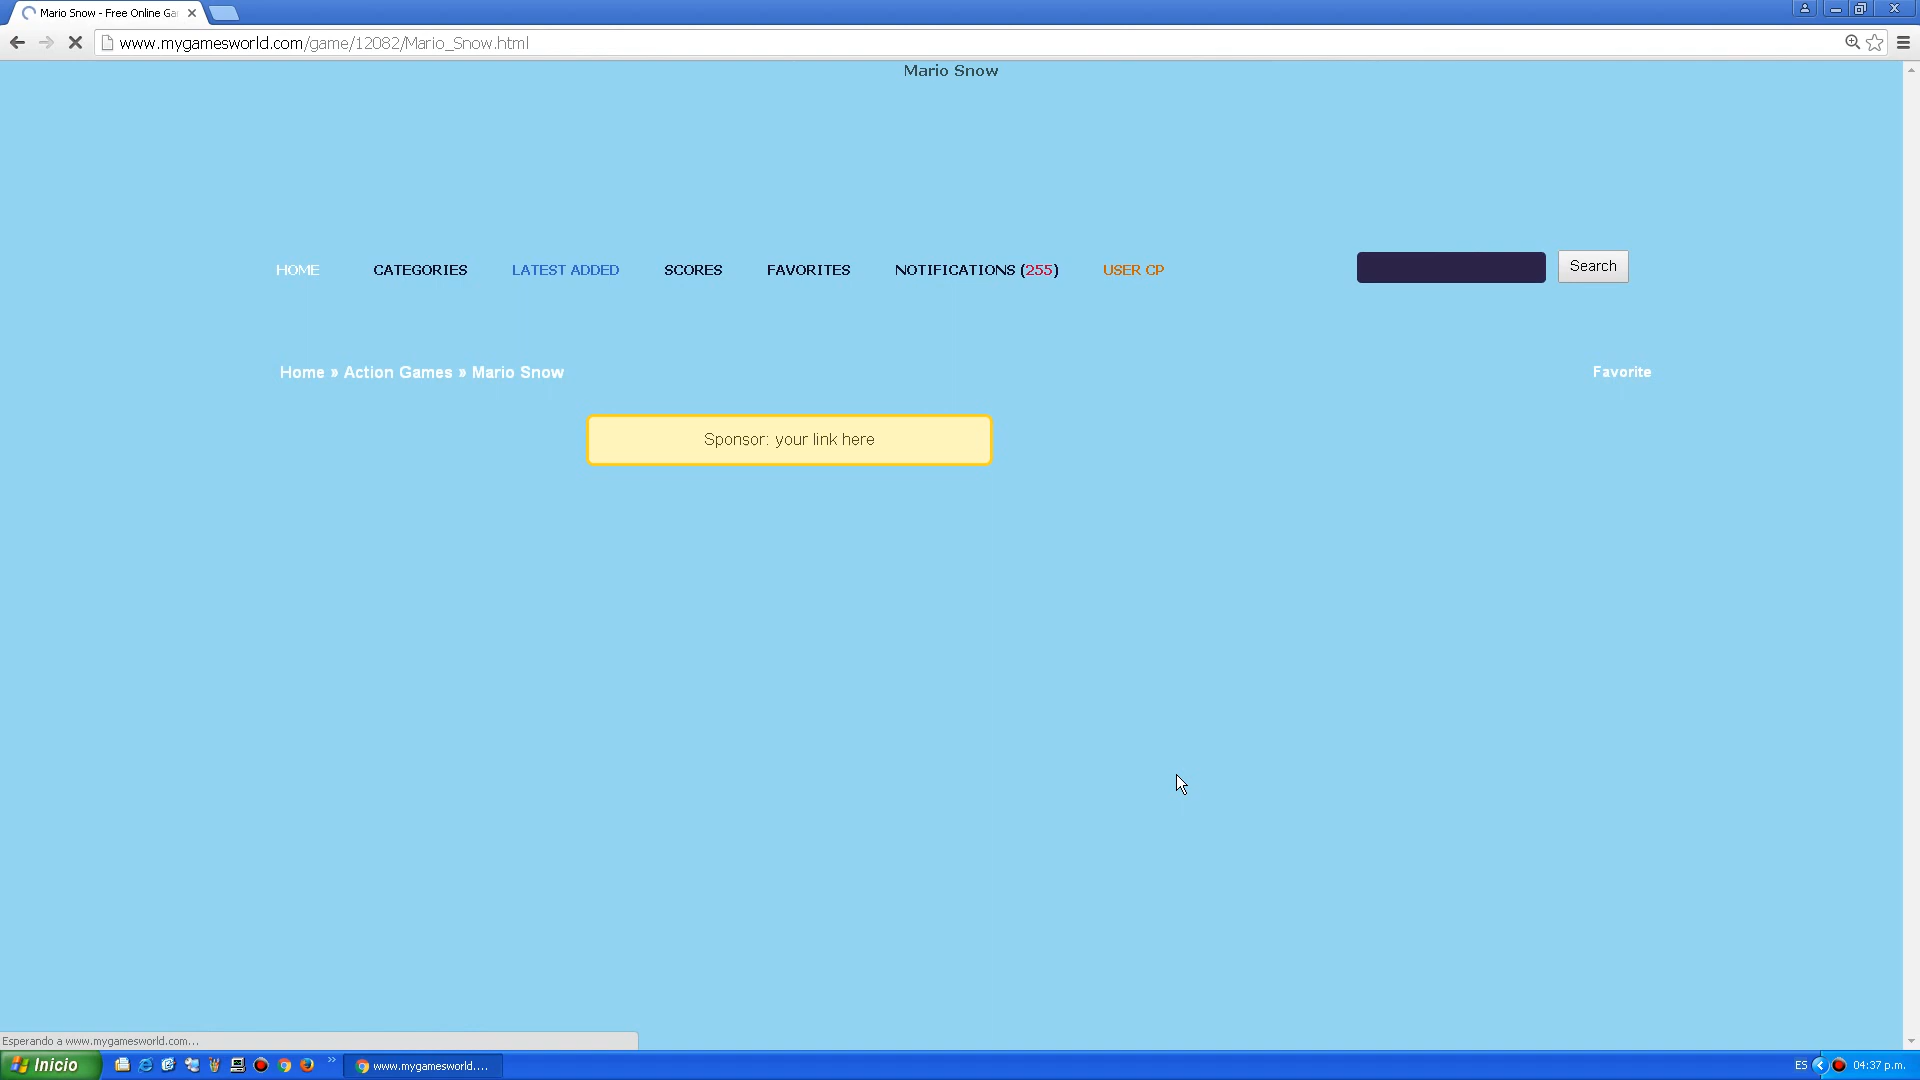 Mario Snow - Free Online Ga
www.mygamesworld.com/game/12082/Mario_Snow.html
Mario Snow
HOME CATEGORIES LATEST ADDED SCORES FAVORITES NOTIFICATIONS (255) USER CP Search
Home » Action Games » Mario Snow Favorite
Sponsor: your link here
Esperando a www.mygamesworld.com...
Inicio www.mygamesworld.... ES 04:37 p.m.